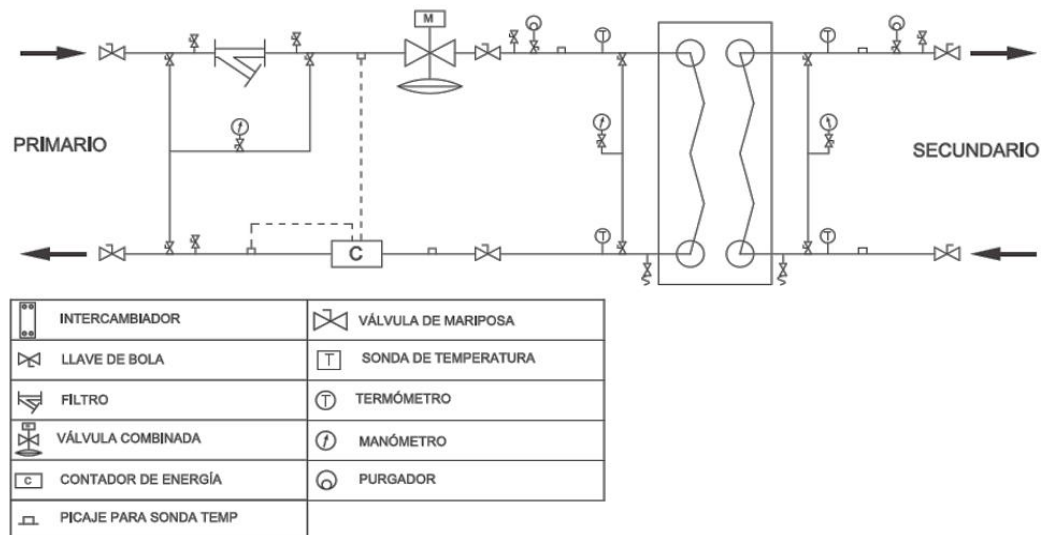 M
T
T
PRIMARIO
SECUNDARIO
C
T
T
INTERCAMBIADOR
VÁLVULA DE MARIPOSA
LLAVE DE BOLA
T
SONDA DE TEMPERATURA
FILTRO
T
TERMÓMETRO
VÁLVULA COMBINADA
MANÓMETRO
C
CONTADOR DE ENERGÍA
PURGADOR
PICAJE PARA SONDA TEMP